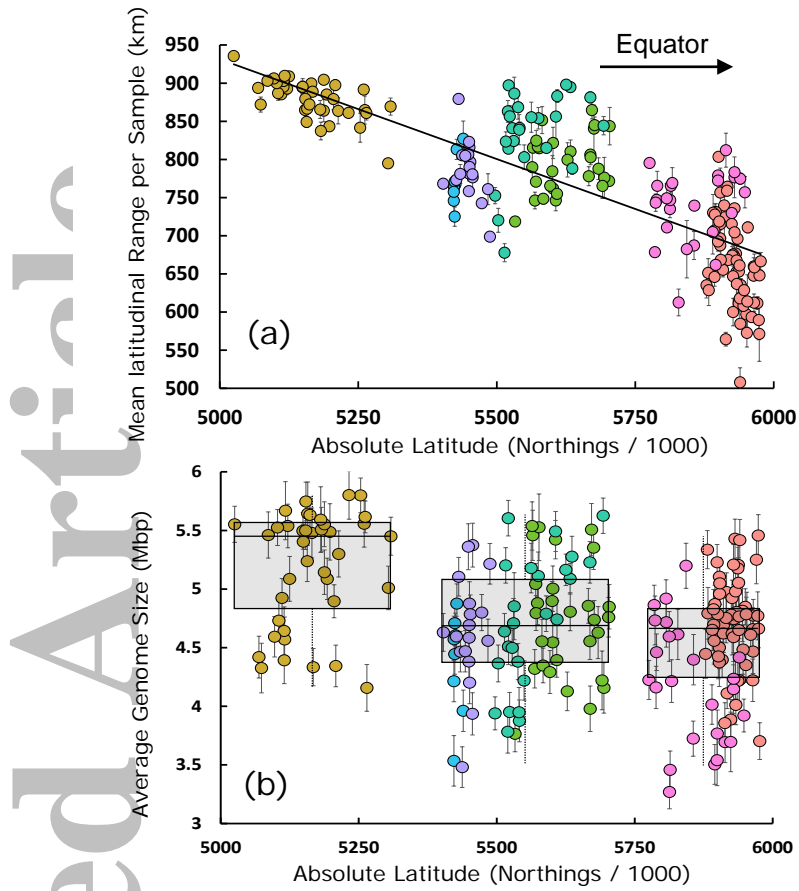 Mean latitudinal Range per Sample (km)
950
900
850
800
750
700
650
600
550
500
Equator
(a)
5000 5250 5500 5750 6000
Absolute Latitude (Northings / 1000)
Average Genome Size (Mbp)
6
5.5
5
4.5
4
3.5
3
(b)
5000 5250 5500 5750 6000
Absolute Latitude (Northings / 1000)
ed Article